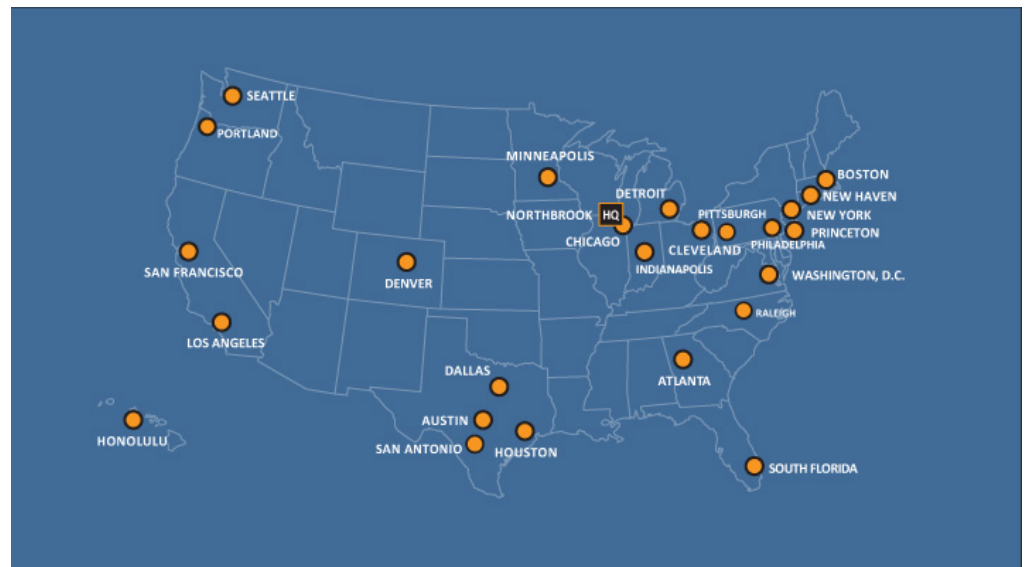 SEATTLE
PORTLAND
MINNEAPOLIS
BOSTON
DETROIT
NEW HAVEN
NORTHBROOK HQ
PITTSBURGH
NEW YORK
CHICAGO
CLEVELAND
PHILADELPHIA
PRINCETON
INDIANAPOLIS
SAN FRANCISCO
DENVER
WASHINGTON, D.C.
RALEIGH
LOS ANGELES
DALLAS
ATLANTA
HONOLULU
AUSTIN
SAN ANTONIO
HOUSTON
SOUTH FLORIDA